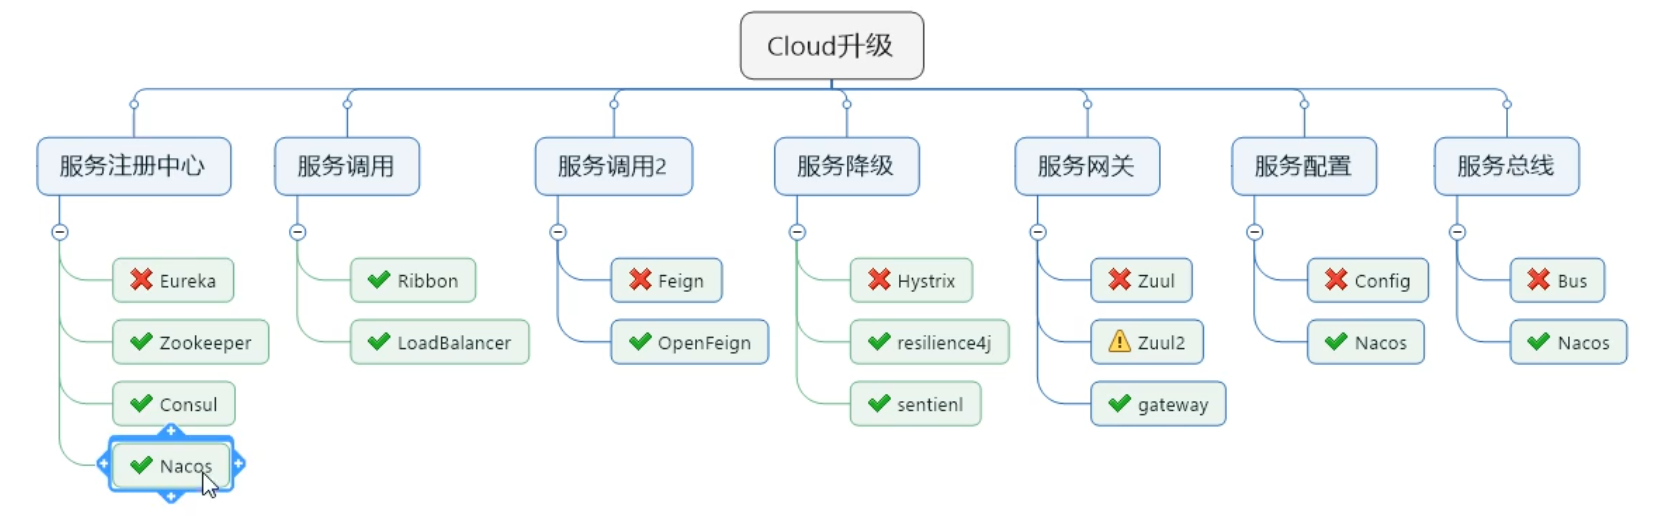 Cloud升级
服务注册中心
Eureka
Zookeeper
Consul
Nacos
服务调用
Ribbon
LoadBalancer
服务调用2
Feign
OpenFeign
服务降级
Hystrix
resilience4j
sentienl
服务网关
Zuul
Zuul2
gateway
服务配置
Config
Nacos
服务总线
Bus
Nacos